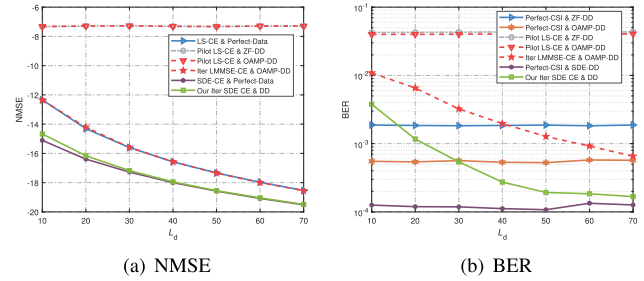 -6
-8
-10
-12
-14
-16
-18
-20
NMSE
LS-CE & Perfect-Data
Pilot LS-CE & ZF-DD
Pilot LS-CE & OAMP-DD
Iter LMMSE-CE & OAMP-DD
SDE-CE & Perfect-Data
Our Iter SDE CE & DD
10 20 30 40 50 60 70
L_d
(a) NMSE
10^-1
10^-2
10^-3
10^-4
BER
Perfect-CSI & ZF-DD
Perfect-CSI & OAMP-DD
Pilot LS-CE & ZF-DD
Pilot LS-CE & OAMP-DD
Iter LMMSE-CE & OAMP-DD
Perfect-CSI & SDE-DD
Our Iter SDE CE & DD
10 20 30 40 50 60 70
L_d
(b) BER